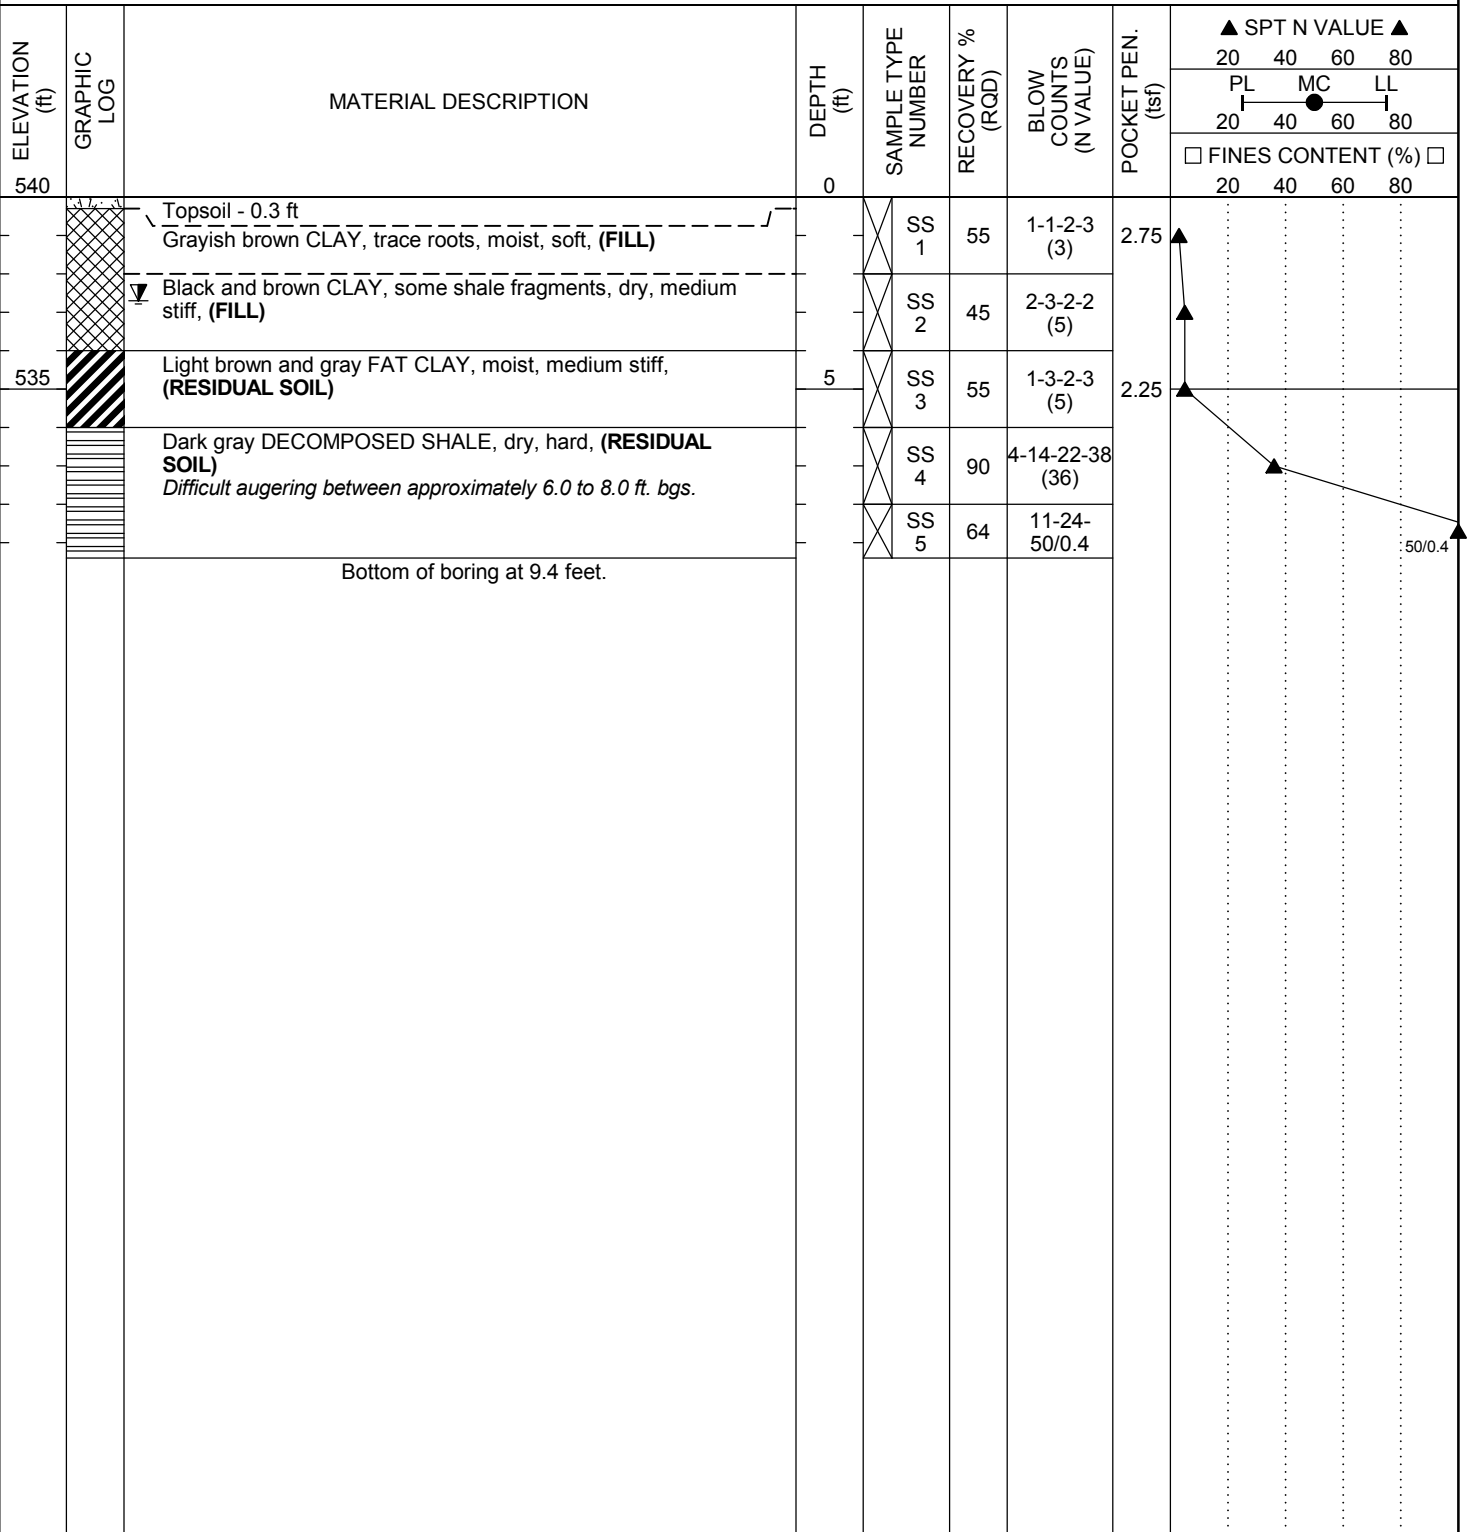 ELEVATION
(ft)
GRAPHIC
LOG
MATERIAL DESCRIPTION
DEPTH
(ft)
SAMPLE TYPE
NUMBER
RECOVERY %
(RQD)
BLOW
COUNTS
(N VALUE)
POCKET PEN.
(tsf)
▲ SPT N VALUE ▲
20 40 60 80
PL MC LL
20 40 60 80
□ FINES CONTENT (%) □
20 40 60 80
540
0
Topsoil - 0.3 ft
Grayish brown CLAY, trace roots, moist, soft, (FILL)
SS
1
55
1-1-2-3
(3)
2.75
Black and brown CLAY, some shale fragments, dry, medium
stiff, (FILL)
SS
2
45
2-3-2-2
(5)
535
Light brown and gray FAT CLAY, moist, medium stiff,
(RESIDUAL SOIL)
5
SS
3
55
1-3-2-3
(5)
2.25
Dark gray DECOMPOSED SHALE, dry, hard, (RESIDUAL
SOIL)
Difficult augering between approximately 6.0 to 8.0 ft. bgs.
SS
4
90
4-14-22-38
(36)
SS
5
64
11-24-
50/0.4
50/0.4
Bottom of boring at 9.4 feet.